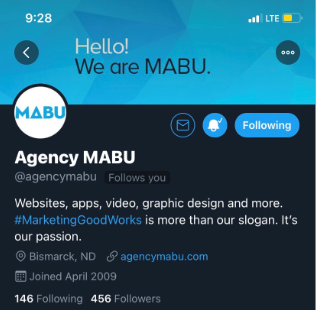 9:28
LTE
Hello!
We are MABU.
MABU
Following
Agency MABU
@agencymabu Follows you
Websites, apps, video, graphic design and more.
#MarketingGoodWorks is more than our slogan. It's
our passion.
Bismarck, ND agencymabu.com
Joined April 2009
146 Following 456 Followers